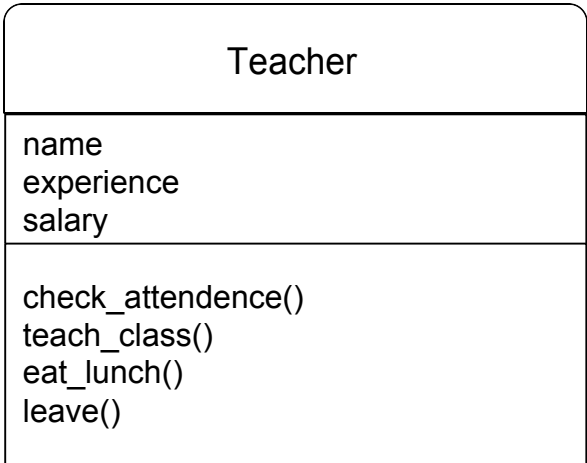 Teacher
name
experience
salary
check_attendence()
teach_class()
eat_lunch()
leave()